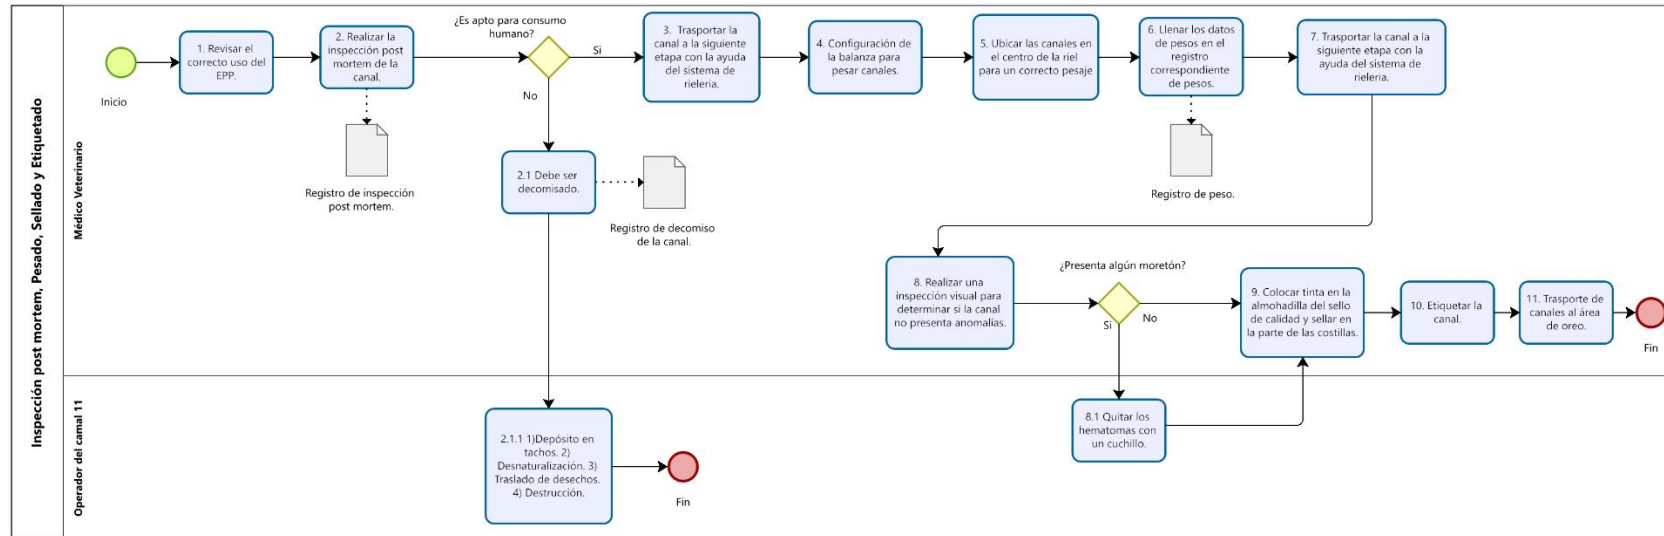 Inspección post mortem, Pesado, Sellado y Etiquetado
Médico Veterinario
Inicio
1. Revisar el
correcto uso del
EPP.
2. Realizar la
inspección post
mortem de la
canal.
Registro de inspección
post mortem.
¿Es apto para consumo
humano?
Si
No
2.1 Debe ser
decomisado.
Registro de decomiso
de la canal.
3. Trasportar la
canal a la siguiente
etapa con la ayuda
del sistema de
rieleria.
4. Configuración de
la balanza para
pesar canales.
5. Ubicar las canales en
el centro de la riel
para un correcto pesaje
6. Llenar los datos
de pesos en el
registro
correspondiente
de pesos.
Registro de peso.
7. Trasportar la canal a la
siguiente etapa con la
ayuda del sistema de
rieleria.
8. Realizar una
inspección visual para
determinar si la canal
no presenta anomalías.
¿Presenta algún moretón?
Si
No
9. Colocar tinta en la
almohadilla del sello
de calidad y sellar en
la parte de las costillas.
10. Etiquetar la
canal.
11. Trasporte de
canales al área
de oreo.
Fin
Operador del camal 11
2.1.1 1)Depósito en
tachos. 2)
Desnaturalización. 3)
Traslado de desechos.
4) Destrucción.
Fin
8.1 Quitar los
hematomas con
un cuchillo.